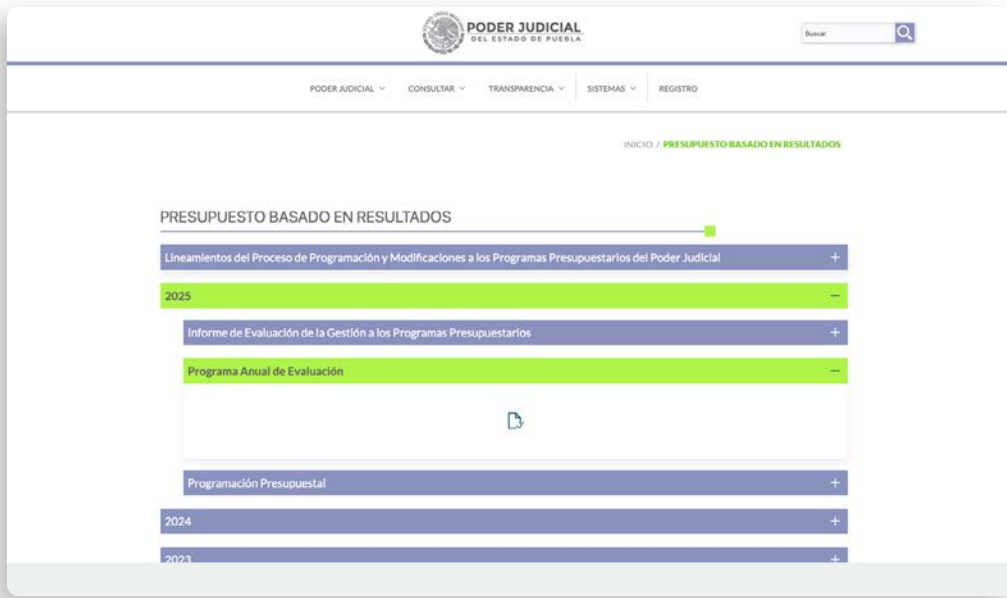 PODER JUDICIAL
DEL ESTADO DE PUEBLA
Buscar
PODER JUDICIAL CONSULTAR TRANSPARENCIA SISTEMAS REGISTRO
INICIO / PRESUPUESTO BASADO EN RESULTADOS
PRESUPUESTO BASADO EN RESULTADOS
Lineamientos del Proceso de Programación y Modificaciones a los Programas Presupuestarios del Poder Judicial +
2025 −
Informe de Evaluación de la Gestión a los Programas Presupuestarios +
Programa Anual de Evaluación −
Programación Presupuestal +
2024 +
2023 +